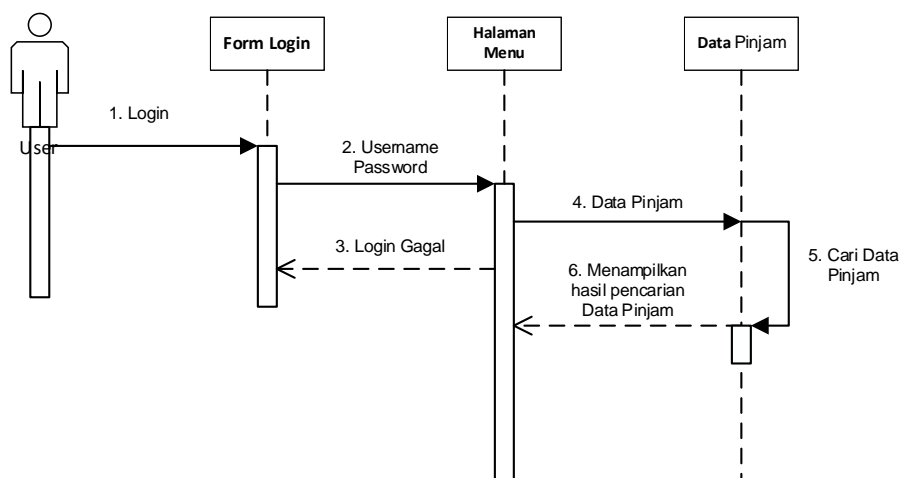 Form Login
Halaman
Menu
Data Pinjam
User
1. Login
2. Username
Password
3. Login Gagal
4. Data Pinjam
5. Cari Data
Pinjam
6. Menampilkan
hasil pencarian
Data Pinjam